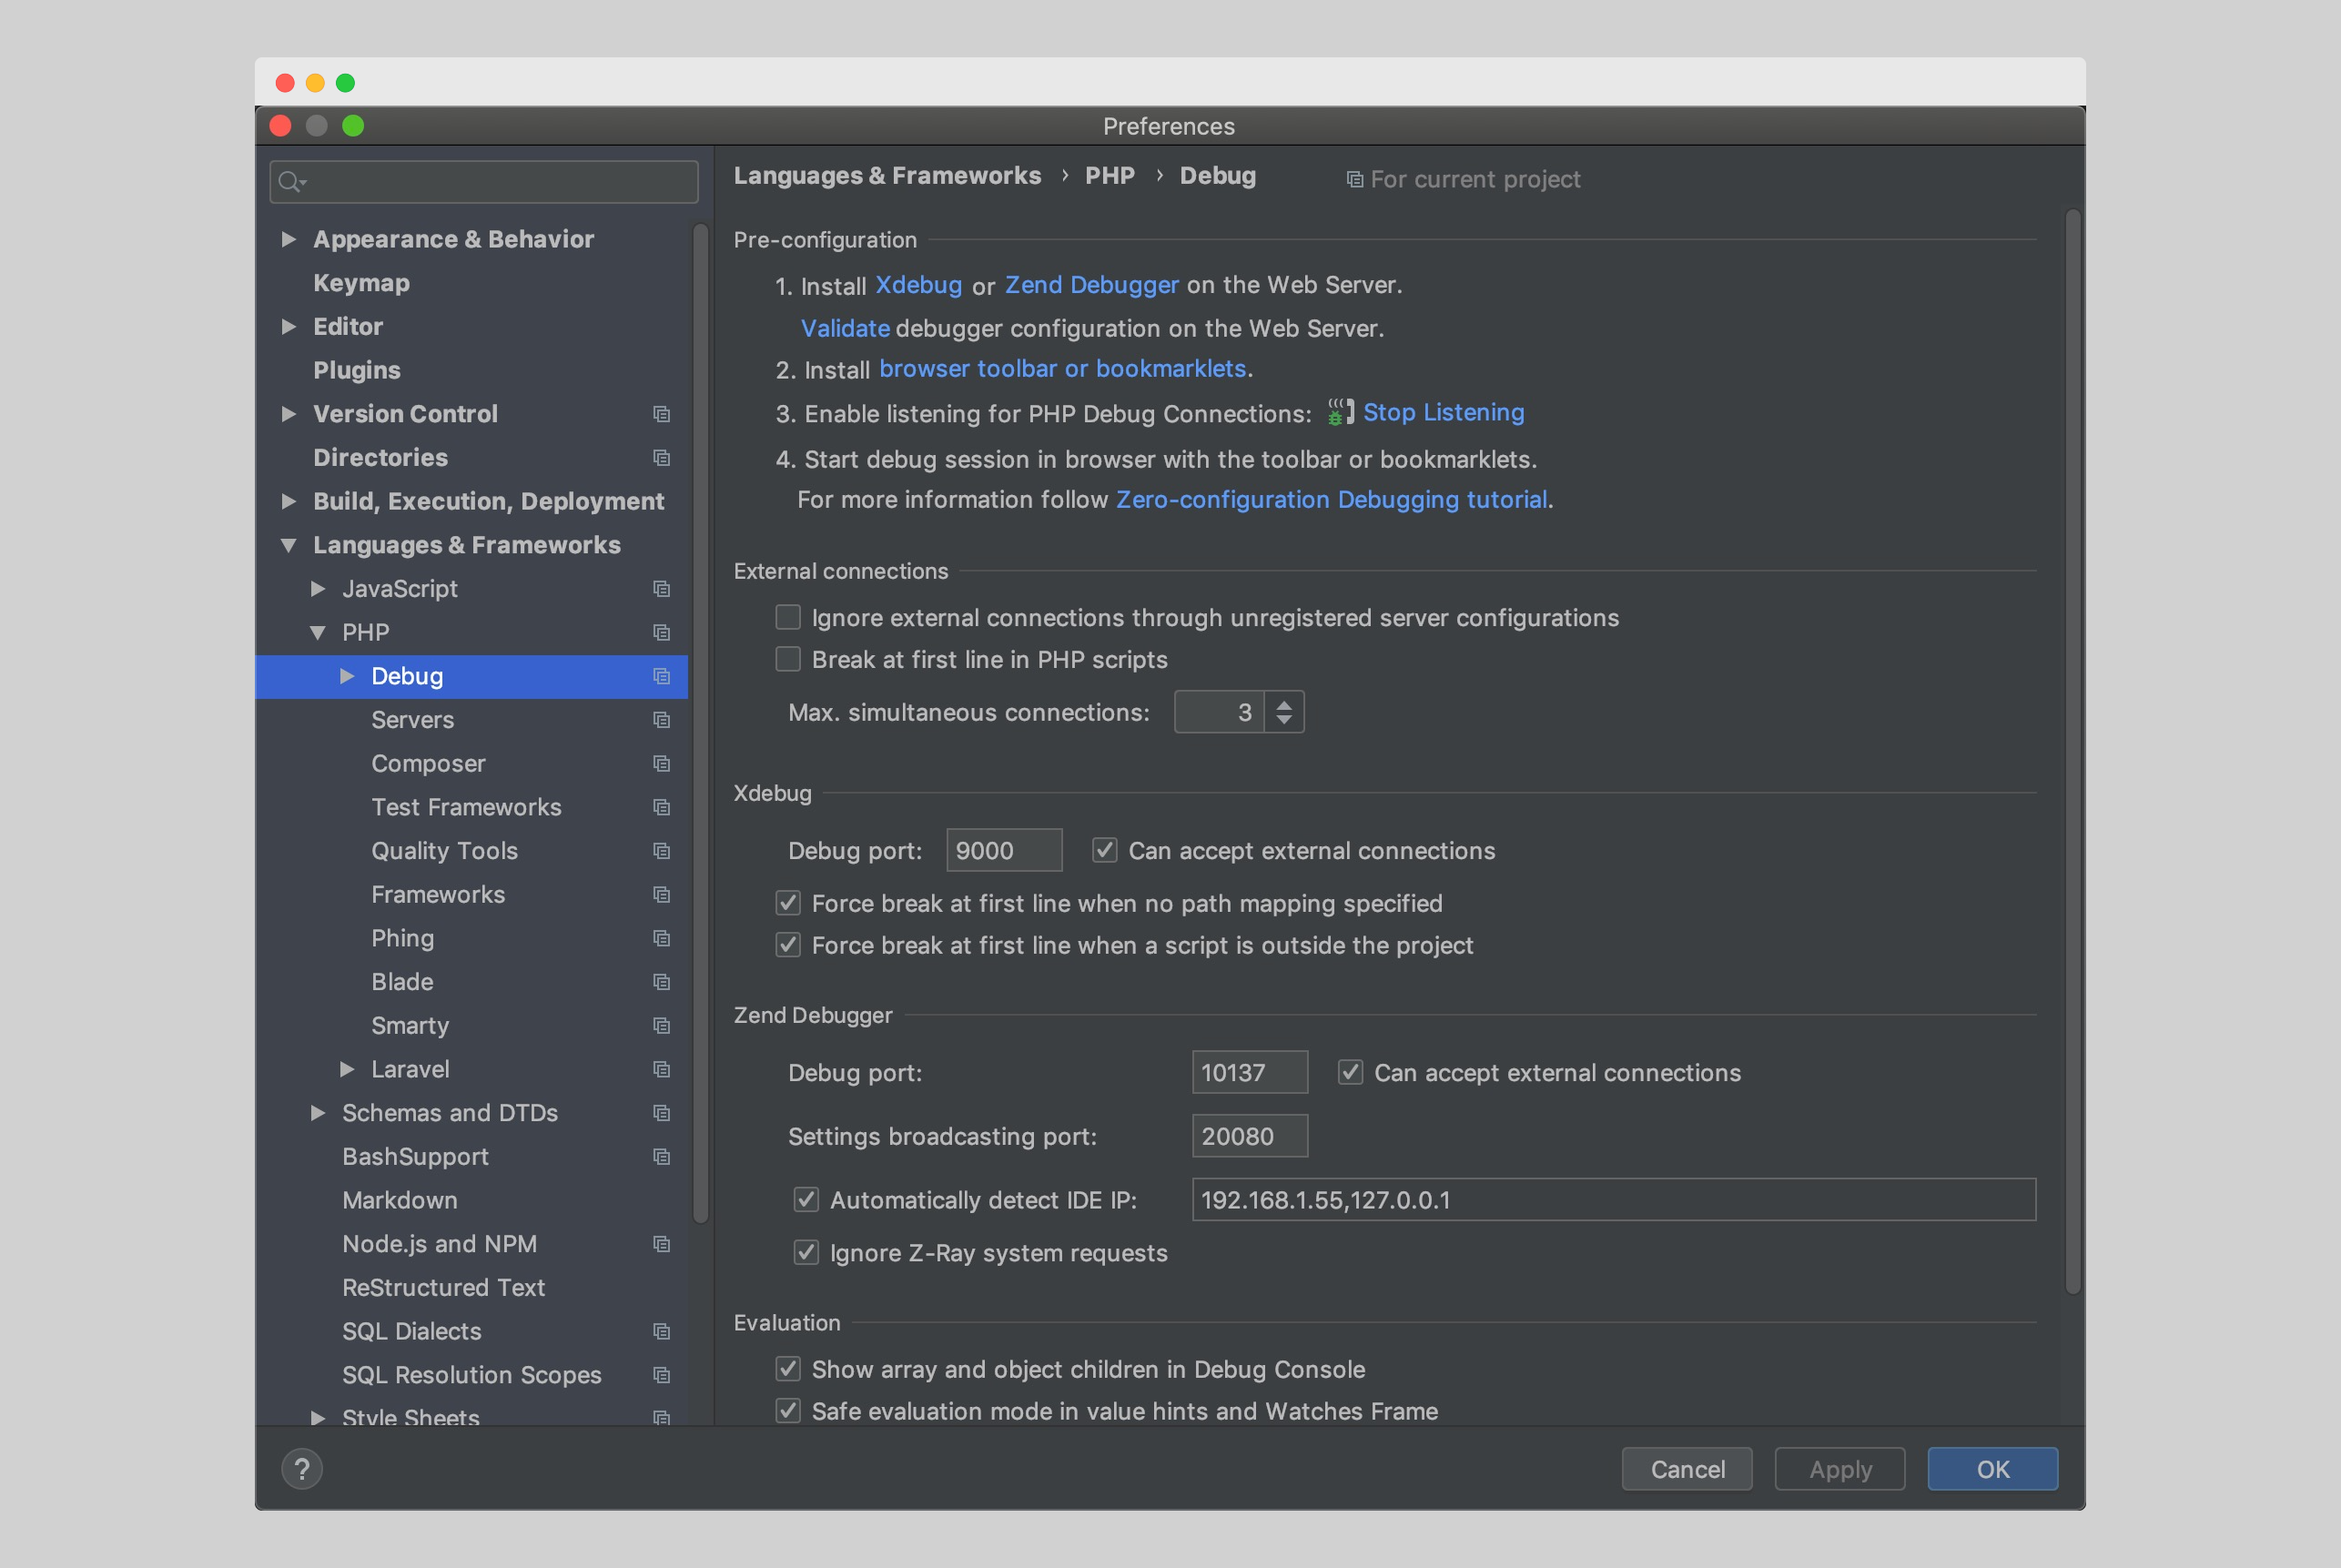 Preferences
Appearance & Behavior
Keymap
Editor
Plugins
Version Control
Directories
Build, Execution, Deployment
Languages & Frameworks
JavaScript
PHP
Debug
Servers
Composer
Test Frameworks
Quality Tools
Frameworks
Phing
Blade
Smarty
Laravel
Schemas and DTDs
BashSupport
Markdown
Node.js and NPM
ReStructured Text
SQL Dialects
SQL Resolution Scopes
Style Sheets
Languages & Frameworks › PHP › Debug For current project
Pre-configuration
1. Install Xdebug or Zend Debugger on the Web Server.
Validate debugger configuration on the Web Server.
2. Install browser toolbar or bookmarklets.
3. Enable listening for PHP Debug Connections: Stop Listening
4. Start debug session in browser with the toolbar or bookmarklets.
For more information follow Zero-configuration Debugging tutorial.
External connections
Ignore external connections through unregistered server configurations
Break at first line in PHP scripts
Max. simultaneous connections: 3
Xdebug
Debug port: 9000 Can accept external connections
Force break at first line when no path mapping specified
Force break at first line when a script is outside the project
Zend Debugger
Debug port: 10137 Can accept external connections
Settings broadcasting port: 20080
Automatically detect IDE IP: 192.168.1.55,127.0.0.1
Ignore Z-Ray system requests
Evaluation
Show array and object children in Debug Console
Safe evaluation mode in value hints and Watches Frame
? Cancel Apply OK